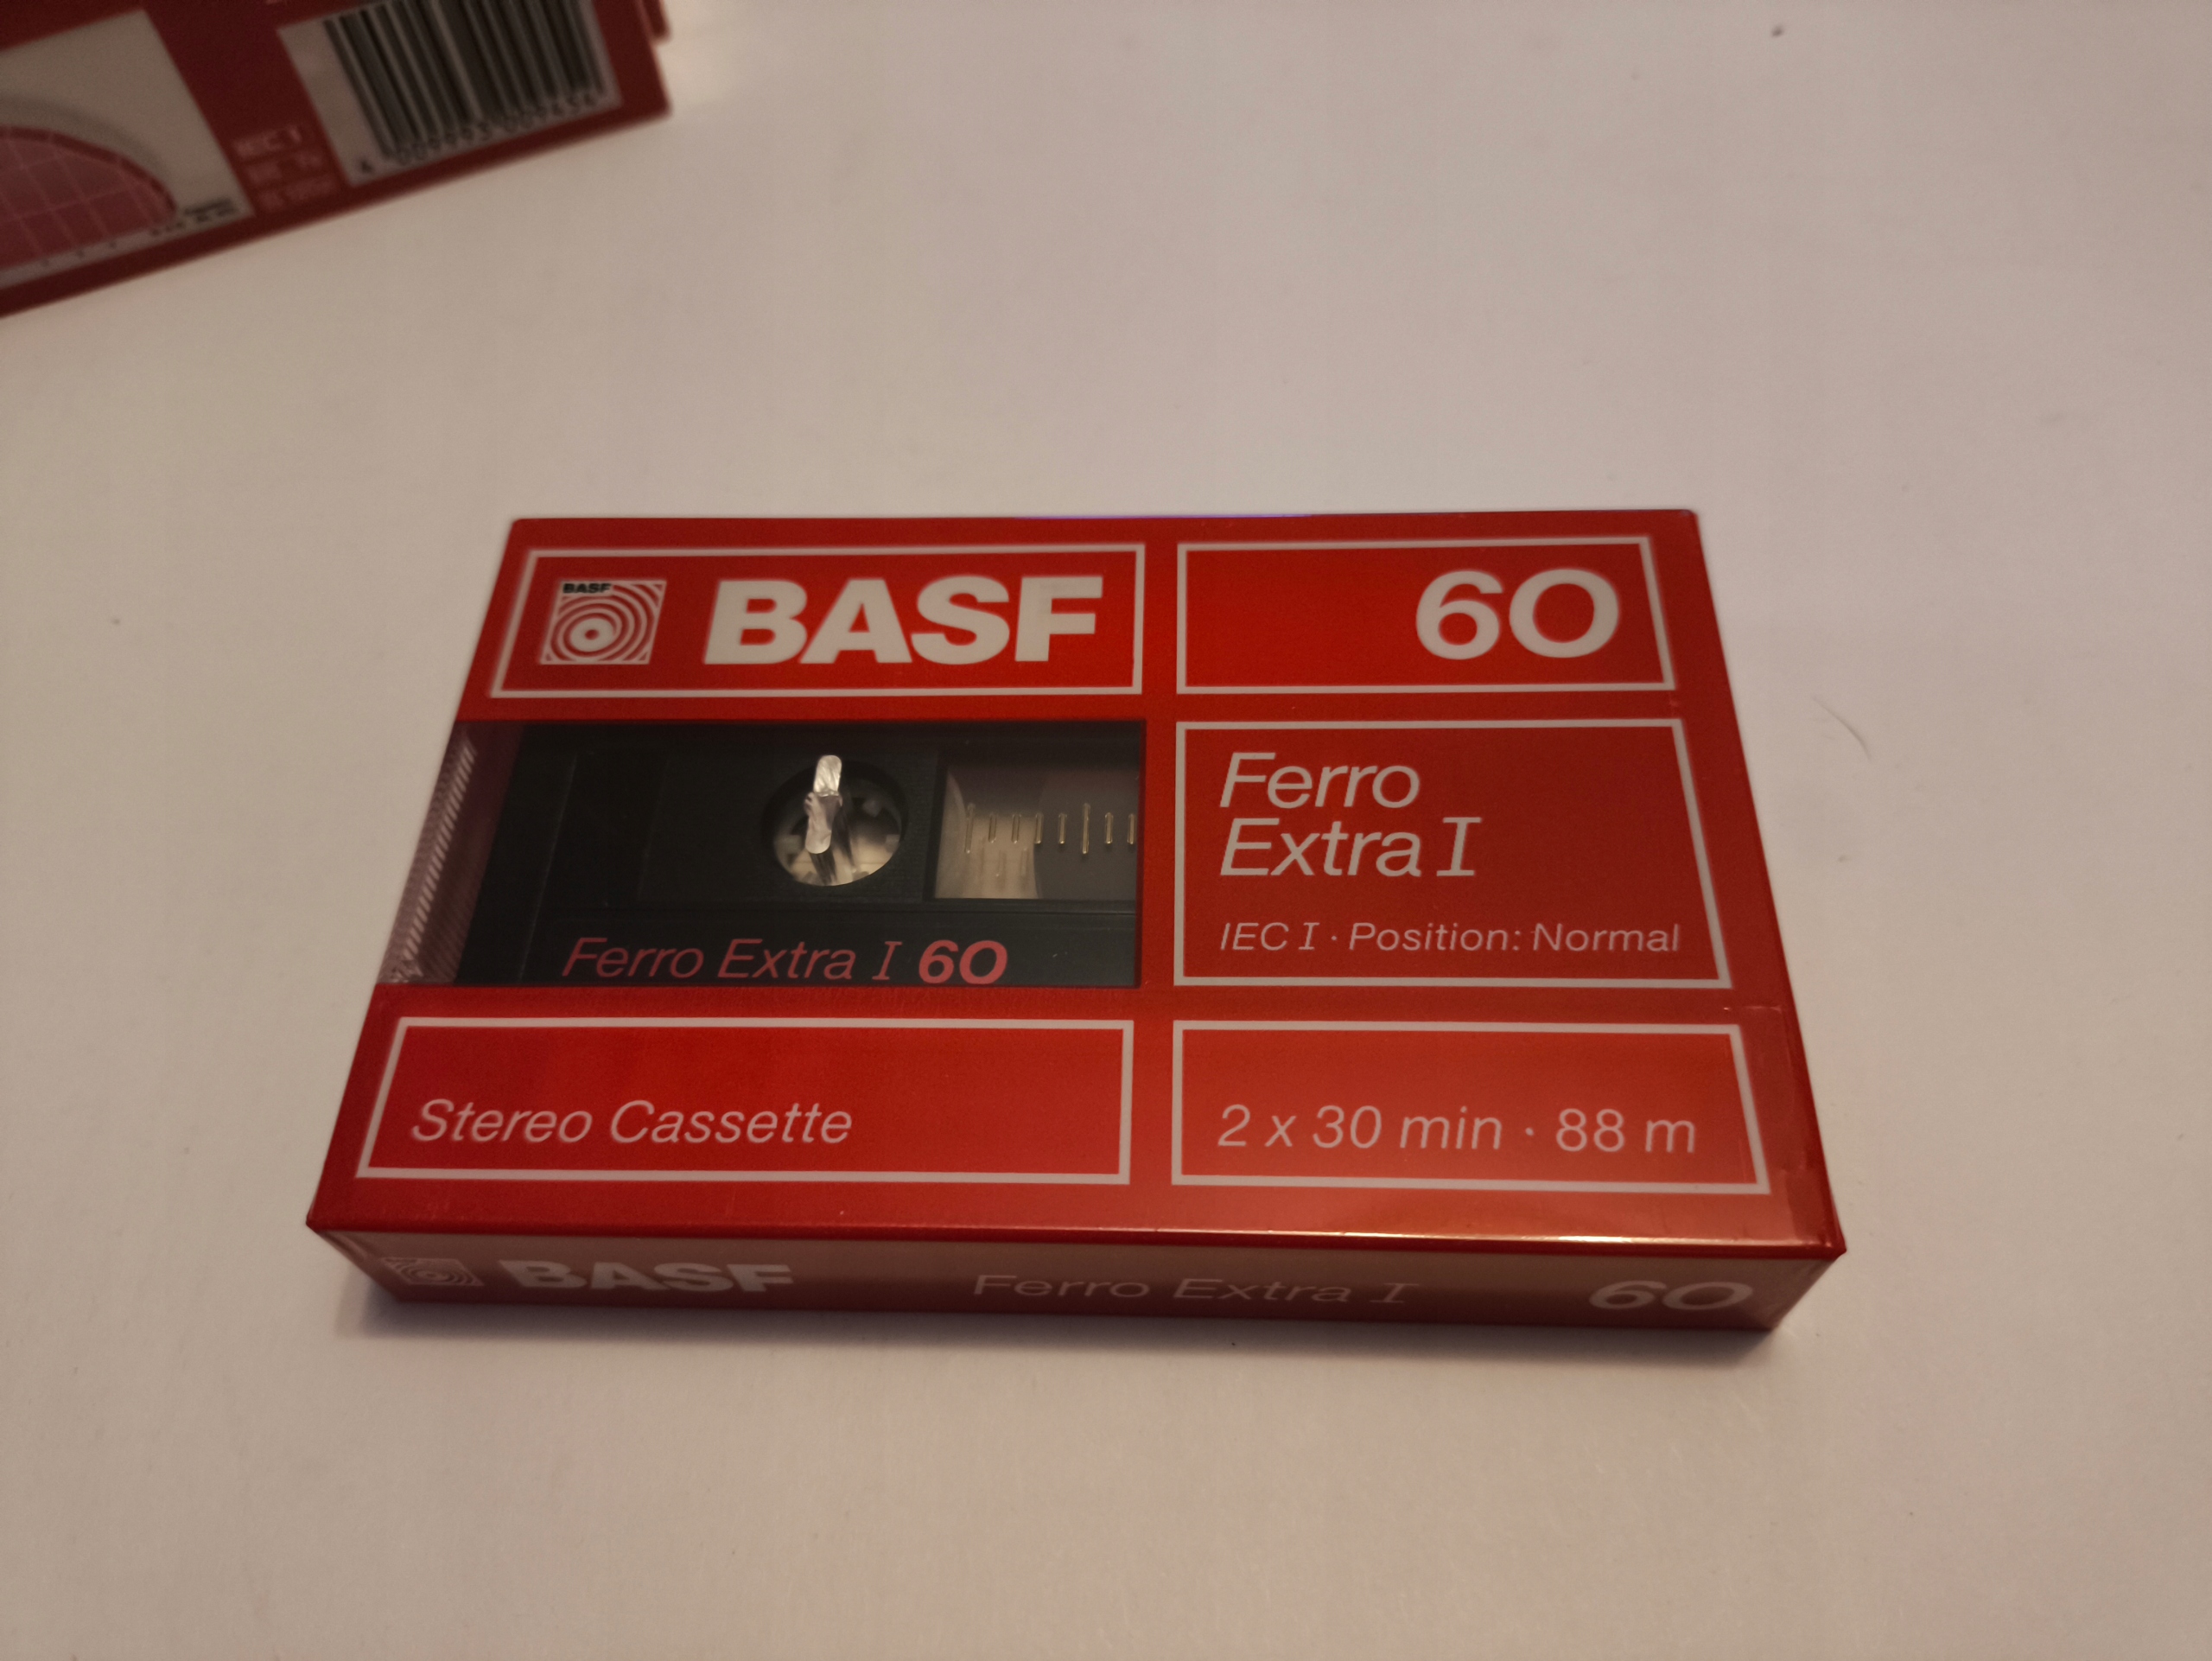 IEC I
BASF
BASF
60
Ferro
Extra I
IEC I · Position: Normal
Ferro Extra I 60
Stereo Cassette
2 x 30 min · 88 m
BASF
Ferro Extra I
60